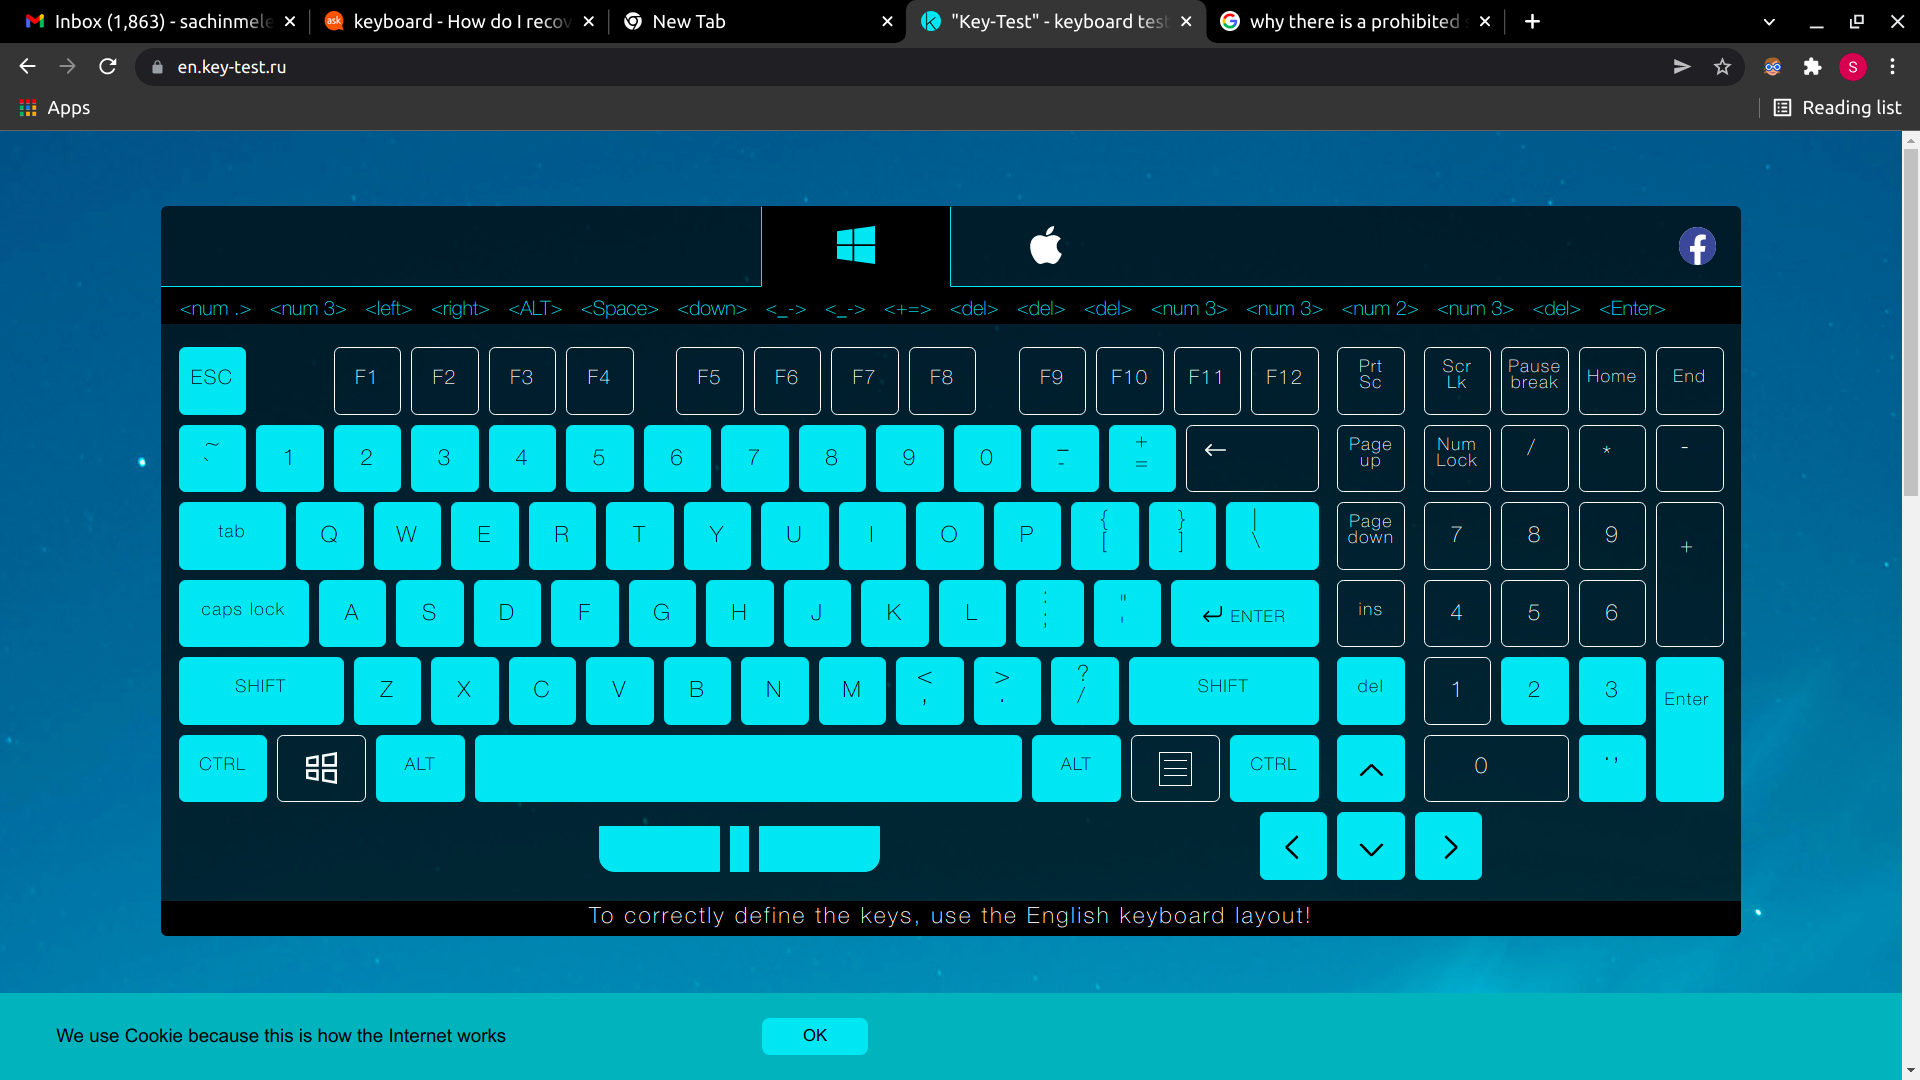 Inbox (1,863) - sachinmele
keyboard - How do I recov
New Tab
"Key-Test" - keyboard test
why there is a prohibited s
en.key-test.ru
S
Apps
Reading list
<num .> <num 3> <left> <right> <ALT> <Space> <down> <_-> <_-> <+=> <del> <del> <del> <num 3> <num 3> <num 2> <num 3> <del> <Enter>
ESC F1 F2 F3 F4 F5 F6 F7 F8 F9 F10 F11 F12 Prt Sc Scr Lk Pause break Home End
~ ` 1 2 3 4 5 6 7 8 9 0 _ - + = ← Page up Num Lock / * -
tab Q W E R T Y U I O P { [ } ] | \ Page down 7 8 9 +
caps lock A S D F G H J K L : ; " ' ENTER ins 4 5 6
SHIFT Z X C V B N M < , > . ? / SHIFT del 1 2 3 Enter
CTRL ALT ALT CTRL 0 . ,
To correctly define the keys, use the English keyboard layout!
We use Cookie because this is how the Internet works
OK